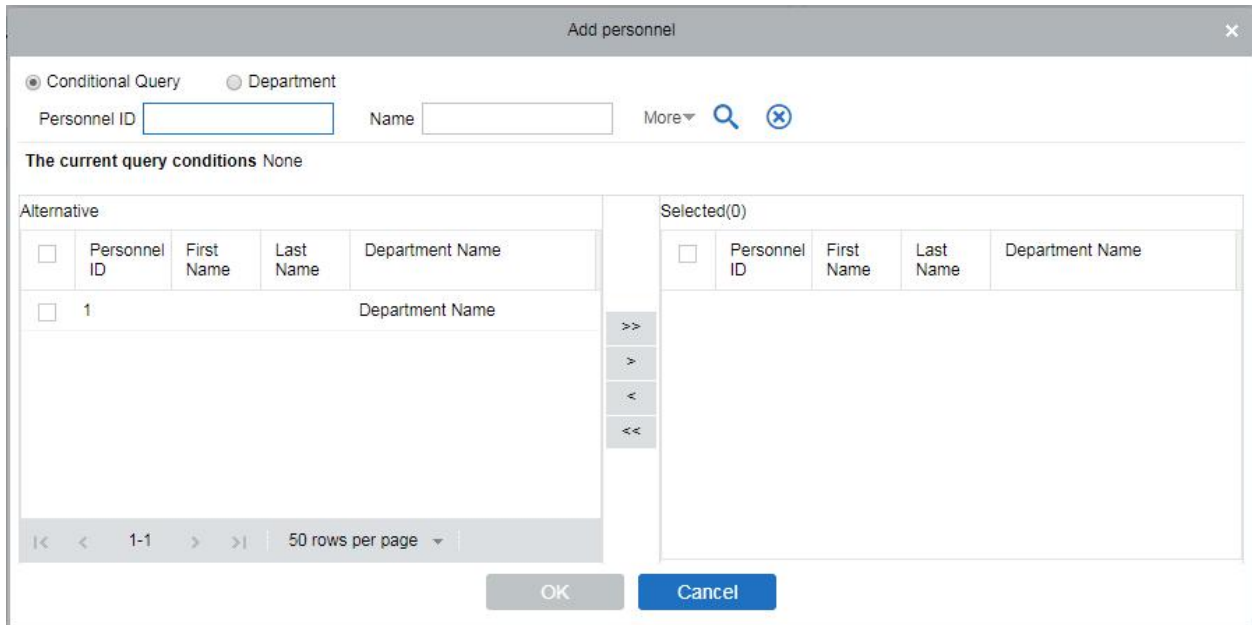 Add personnel
Conditional Query Department
Personnel ID Name More
The current query conditions None
Alternative
Personnel ID First Name Last Name Department Name
1 Department Name
>>
>
<
<<
Selected(0)
Personnel ID First Name Last Name Department Name
1-1 50 rows per page
OK Cancel